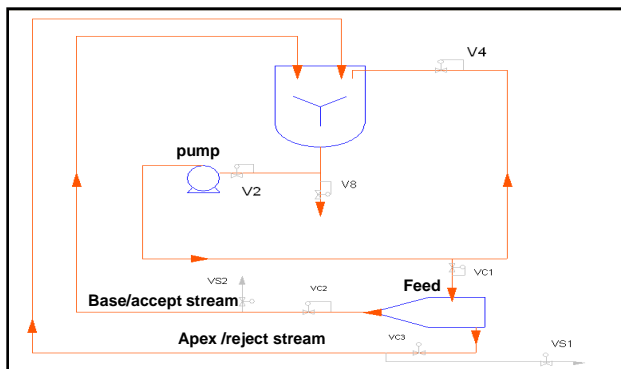 V4
pump
V2
V8
VS2
VC1
Feed
VC2
Base/accept stream
Apex /reject stream
VC3
VS1